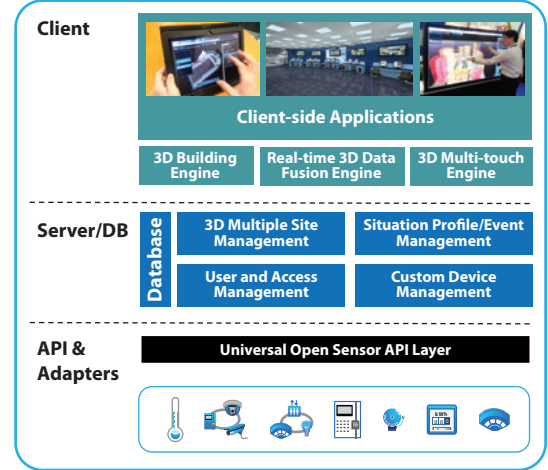 Client
Client-side Applications
3D Building
Engine
Real-time 3D Data
Fusion Engine
3D Multi-touch
Engine
Server/DB
Database
3D Multiple Site
Management
Situation Profile/Event
Management
User and Access
Management
Custom Device
Management
API &
Adapters
Universal Open Sensor API Layer
kWh